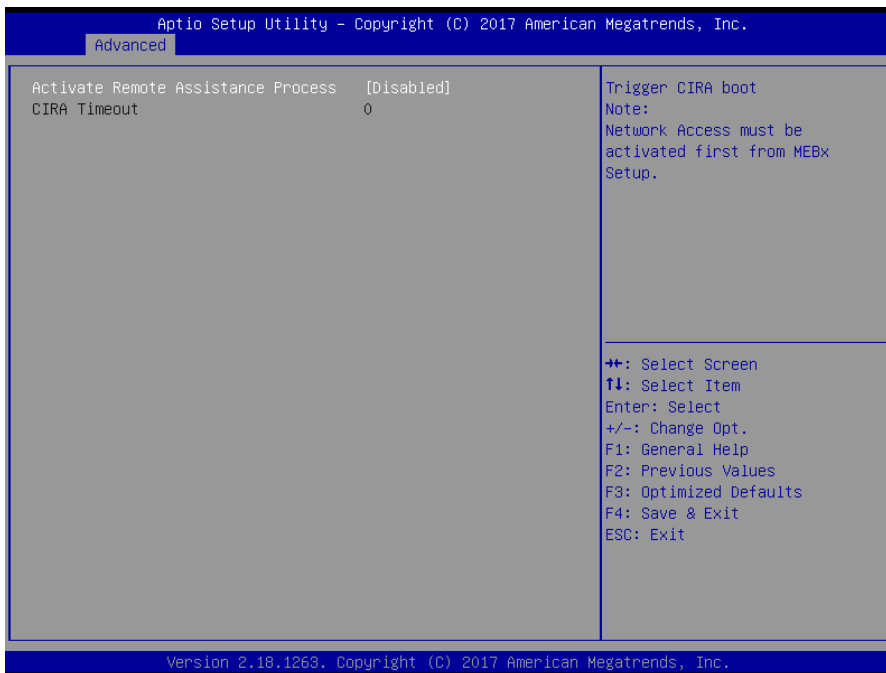 Aptio Setup Utility – Copyright (C) 2017 American Megatrends, Inc.
Advanced
Activate Remote Assistance Process [Disabled]
CIRA Timeout 0
Trigger CIRA boot
Note:
Network Access must be
activated first from MEBx
Setup.
→←: Select Screen
↑↓: Select Item
Enter: Select
+/-: Change Opt.
F1: General Help
F2: Previous Values
F3: Optimized Defaults
F4: Save & Exit
ESC: Exit
Version 2.18.1263. Copyright (C) 2017 American Megatrends, Inc.